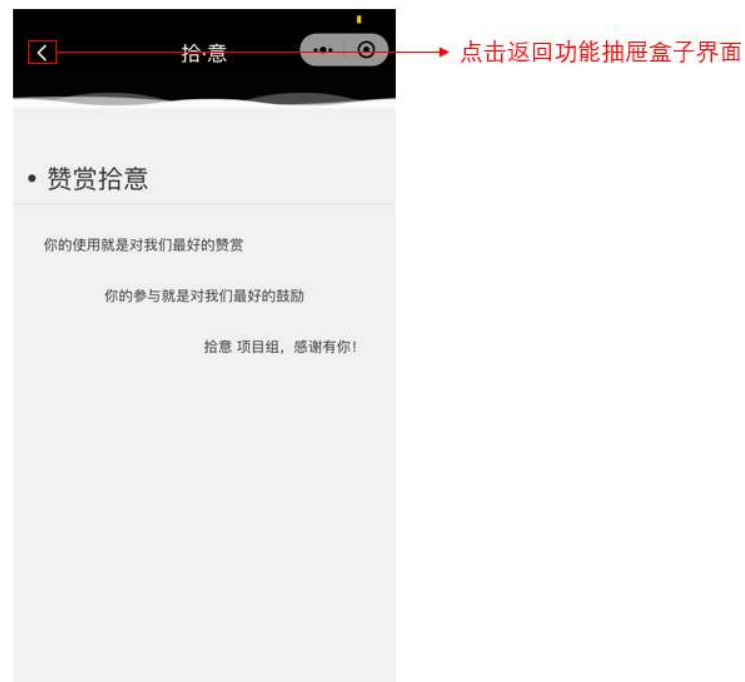 拾·意
点击返回功能抽屉盒子界面
• 赞赏拾意
你的使用就是对我们最好的赞赏
你的参与就是对我们最好的鼓励
拾意 项目组，感谢有你！